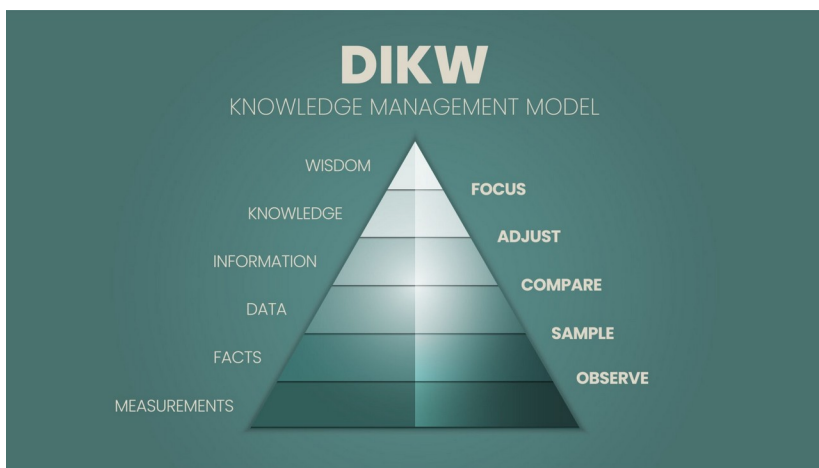 DIKW
KNOWLEDGE MANAGEMENT MODEL
WISDOM
FOCUS
KNOWLEDGE
ADJUST
INFORMATION
COMPARE
DATA
SAMPLE
FACTS
OBSERVE
MEASUREMENTS